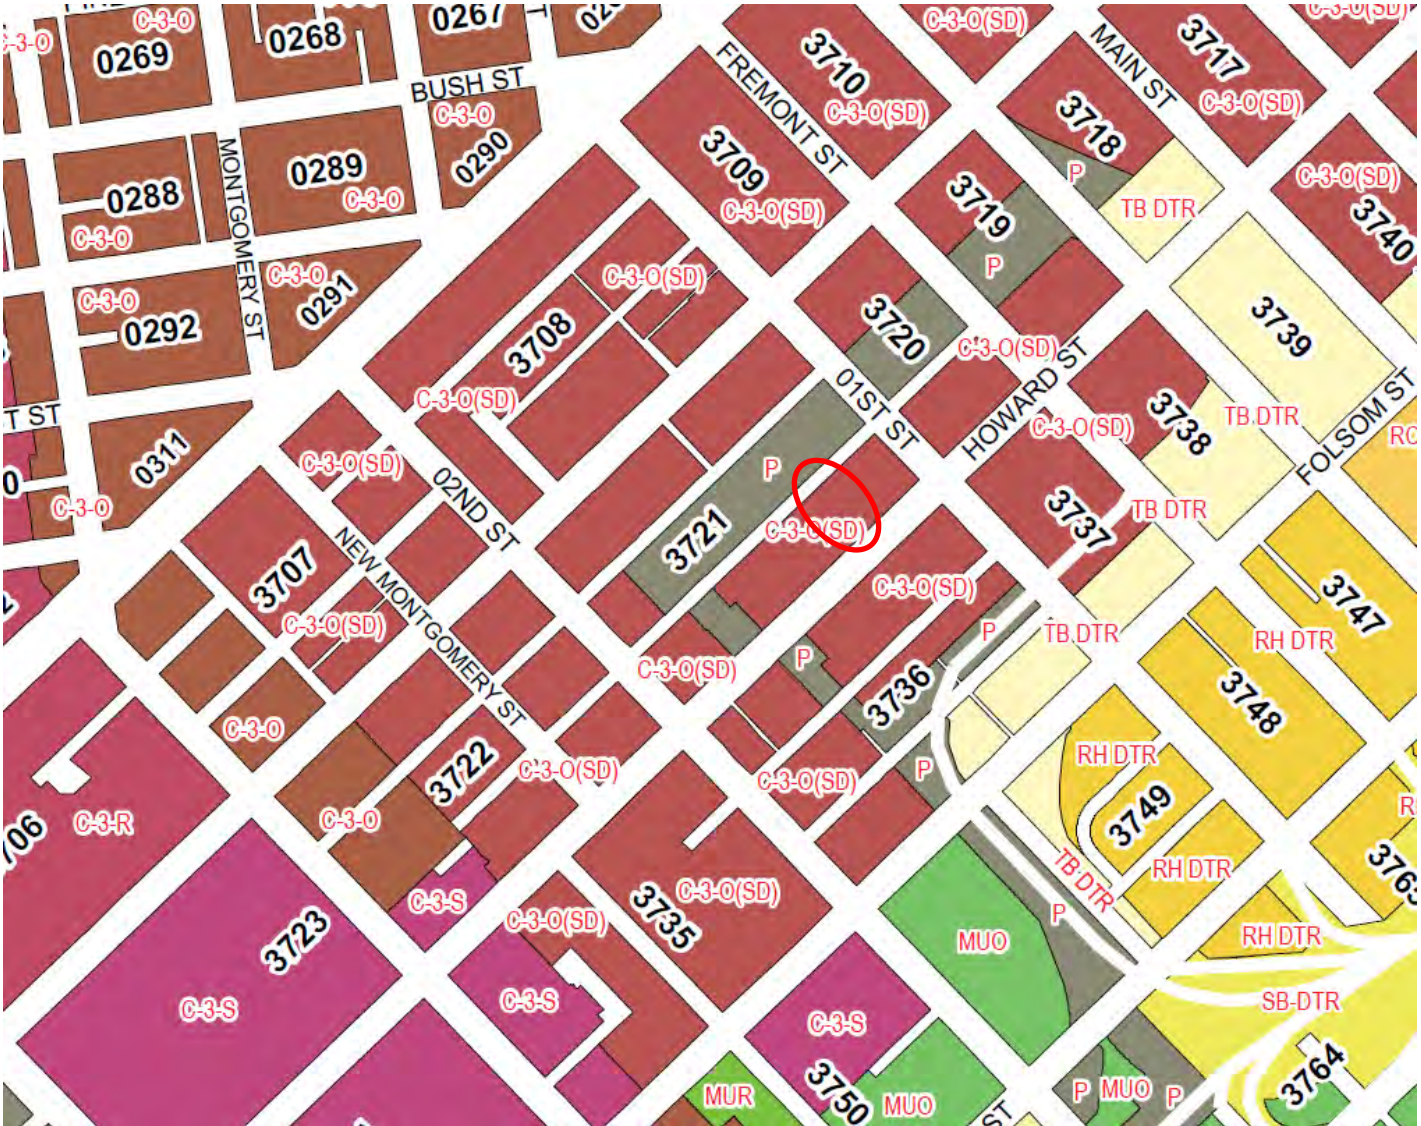 C-3-O
0269
0268
0267
BUSH ST
C-3-O
0290
C-3-O
0288
MONTGOMERY ST
0289
C-3-O
C-3-O
C-3-O
0292
C-3-O
0291
T ST
0311
C-3-O
FREMONT ST
3710
C-3-O(SD)
C-3-O(SD)
MAIN ST
3717
C-3-O(SD)
C-3-O(SD)
3718
P
TB DTR
3709
C-3-O(SD)
3719
P
C-3-O(SD)
3740
C-3-O(SD)
3708
C-3-O(SD)
3720
C-3-O(SD)
HOWARD ST
3739
01ST ST
C-3-O(SD)
3738
TB DTR
FOLSOM ST
C-3-O(SD)
02ND ST
P
3721
C-3-O(SD)
3737
TB DTR
NEW MONTGOMERY ST
3707
C-3-O(SD)
C-3-O(SD)
P
TB DTR
3747
RH DTR
C-3-O(SD)
P
3736
3748
C-3-O
3722
C-3-O(SD)
C-3-O(SD)
P
RH DTR
3749
C-3-R
C-3-O
TB DTR
RH DTR
C-3-S
C-3-O(SD)
3735
C-3-O(SD)
P
3723
MUO
RH DTR
C-3-S
C-3-S
C-3-S
SB-DTR
3750
MUR
MUO
P
MUO
P
3764
ST